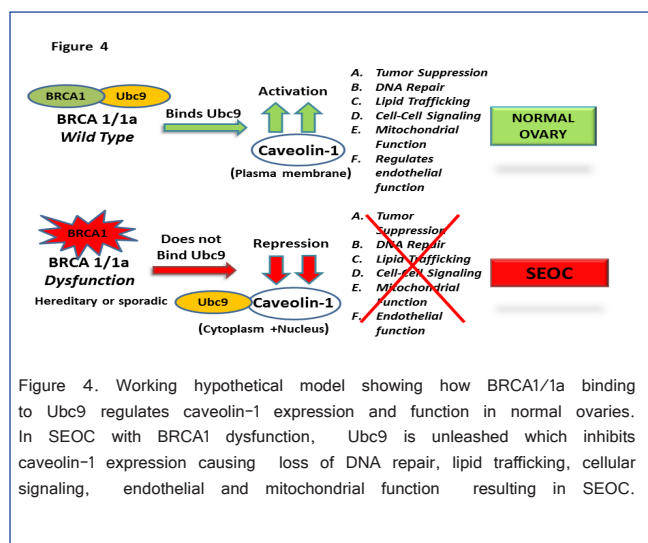 Figure 4
BRCA1 Ubc9
BRCA 1/1a
Wild Type
Binds Ubc9
Activation
Caveolin-1
(Plasma membrane)
A. Tumor Suppression
B. DNA Repair
C. Lipid Trafficking
D. Cell-Cell Signaling
E. Mitochondrial
Function
F. Regulates
endothelial
function
NORMAL
OVARY
BRCA1
BRCA 1/1a
Dysfunction
Hereditary or sporadic
Does not
Bind Ubc9
Repression
Ubc9 Caveolin-1
(Cytoplasm +Nucleus)
A. Tumor
Suppression
B. DNA Repair
C. Lipid Trafficking
D. Cell-Cell Signaling
E. Mitochondrial
Function
F. Endothelial
function
SEOC
Figure 4. Working hypothetical model showing how BRCA1/1a binding
to Ubc9 regulates caveolin-1 expression and function in normal ovaries.
In SEOC with BRCA1 dysfunction, Ubc9 is unleashed which inhibits
caveolin-1 expression causing loss of DNA repair, lipid trafficking, cellular
signaling, endothelial and mitochondrial function resulting in SEOC.